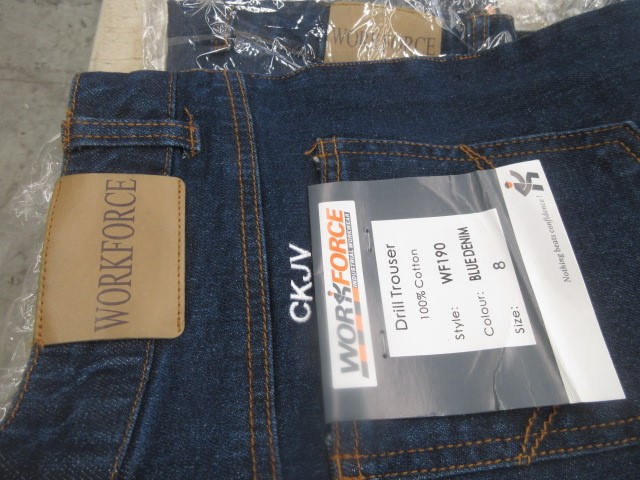 WORKFORCE
WORKFORCE
CKJV
WORKFORCE
INDUSTRIAL WORKWEAR
Drill Trouser
100% Cotton
Style: WF190
Colour: BLUE DENIM
Size: 8
Nothing beats confidence!